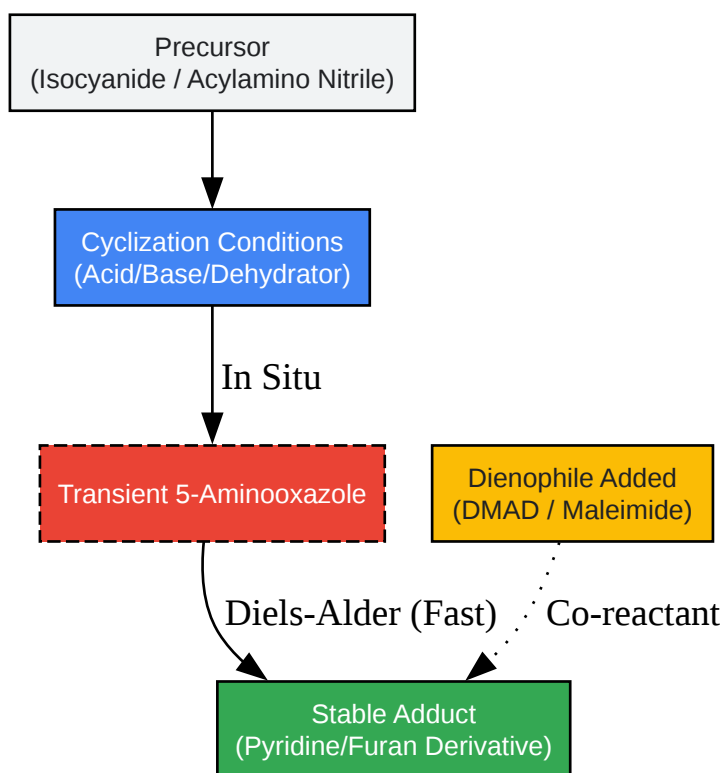 Precursor
(Isocyanide / Acylamino Nitrile)
Cyclization Conditions
(Acid/Base/Dehydrator)
In Situ
Transient 5-Aminooxazole
Dienophile Added
(DMAD / Maleimide)
Diels-Alder (Fast)
Co-reactant
Stable Adduct
(Pyridine/Furan Derivative)